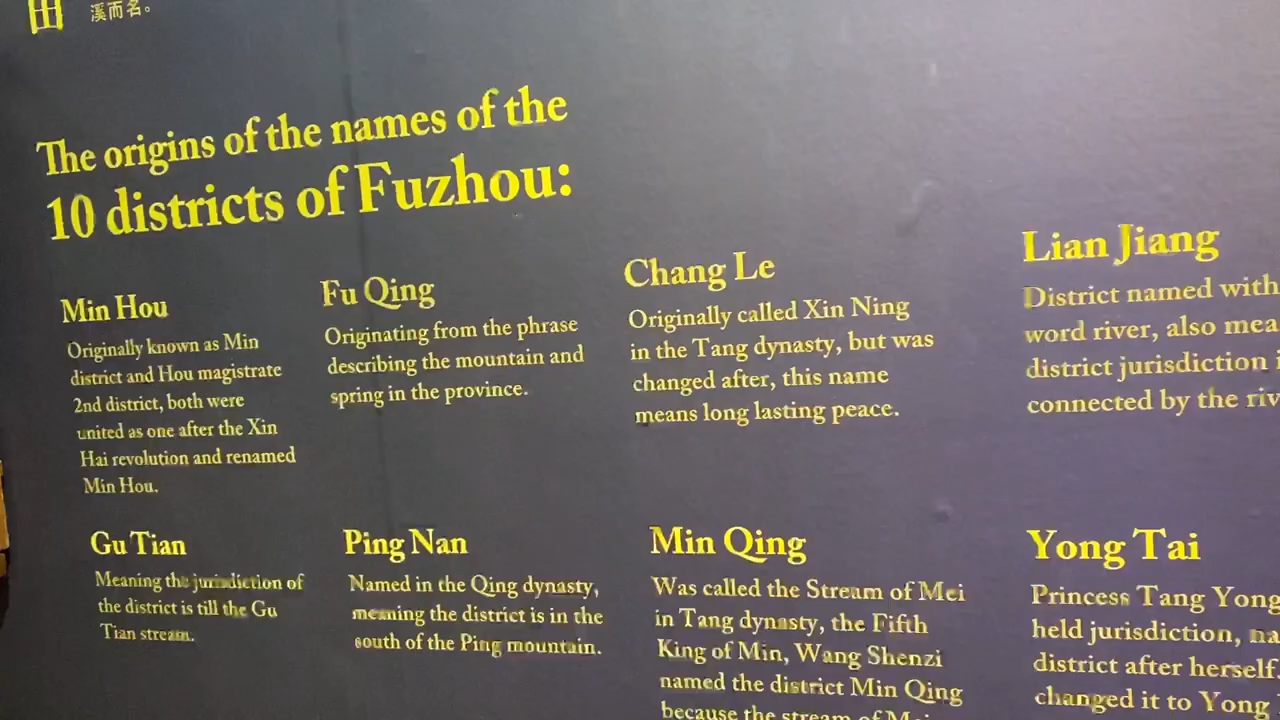 田
溪而名。
The origins of the names of the
10 districts of Fuzhou:
Min Hou
Originally known as Min
district and Hou magistrate
2nd district, both were
united as one after the Xin
Hai revolution and renamed
Min Hou.
Fu Qing
Originating from the phrase
describing the mountain and
spring in the province.
Chang Le
Originally called Xin Ning
in the Tang dynasty, but was
changed after, this name
means long lasting peace.
Lian Jiang
District named with
word river, also mea
district jurisdiction i
connected by the riv
Gu Tian
Meaning the jurisdiction of
the district is till the Gu
Tian stream.
Ping Nan
Named in the Qing dynasty,
meaning the district is in the
south of the Ping mountain.
Min Qing
Was called the Stream of Mei
in Tang dynasty, the Fifth
King of Min, Wang Shenzi
named the district Min Qing
because the stream of Mei
Yong Tai
Princess Tang Yong
held jurisdiction, na
district after herself.
changed it to Yong